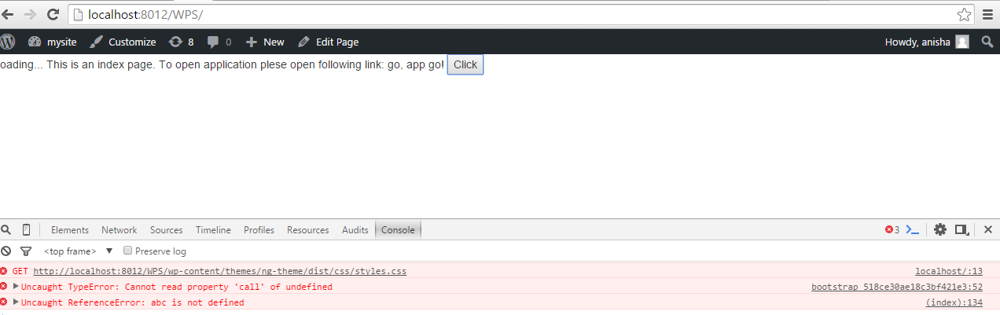 localhost:8012/WPS/
mysite Customize 8 0 New Edit Page Howdy, anisha
oading... This is an index page. To open application plese open following link: go, app go! Click
Elements Network Sources Timeline Profiles Resources Audits Console 3
<top frame> ▼ Preserve log
GET http://localhost:8012/WPS/wp-content/themes/ng-theme/dist/css/styles.css localhost/:13
Uncaught TypeError: Cannot read property 'call' of undefined bootstrap 518ce30ae18c3bf421e3:52
Uncaught ReferenceError: abc is not defined (index):134